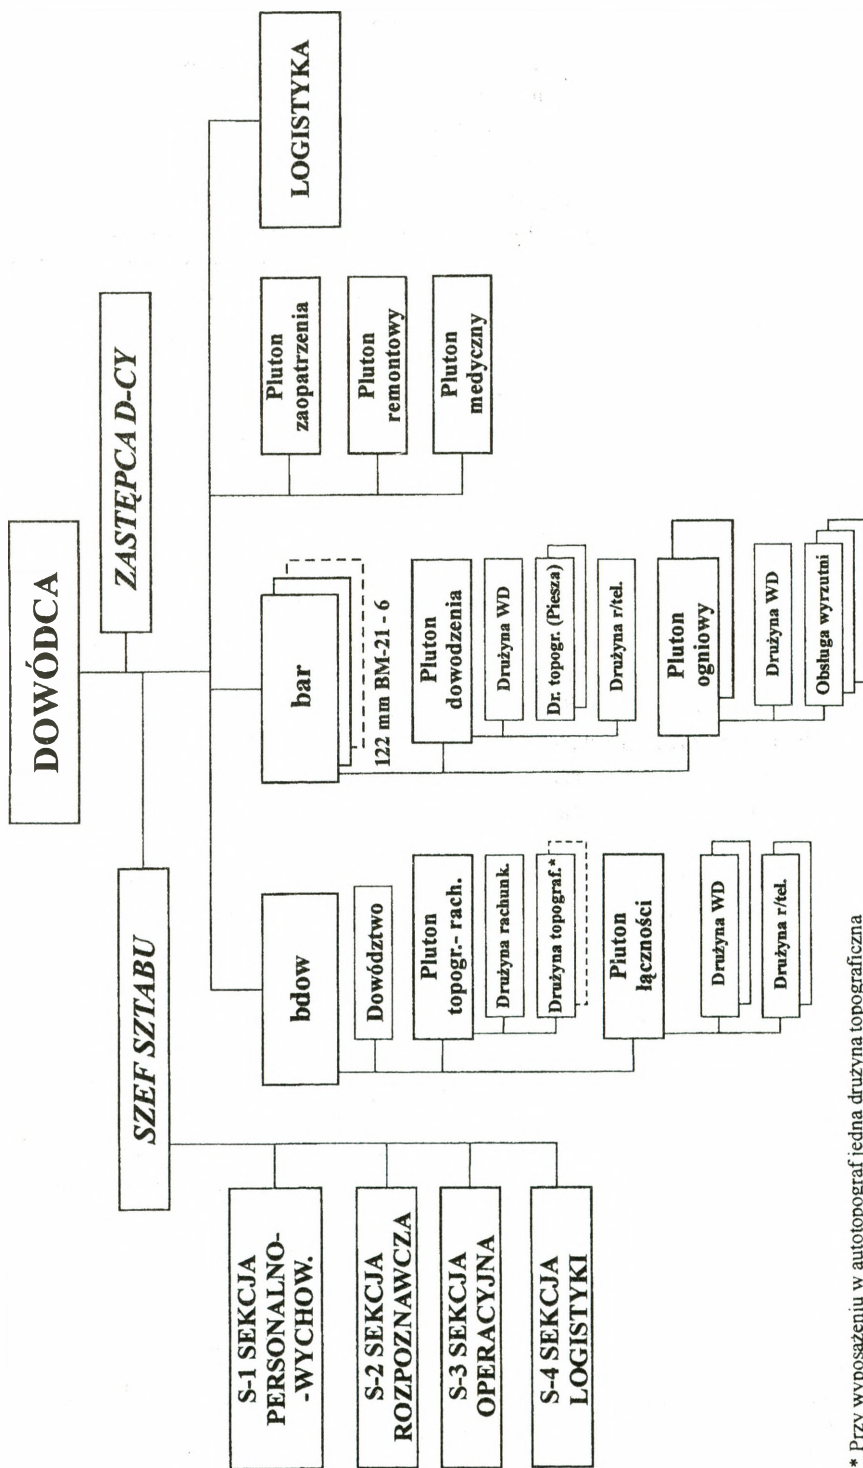 DOWÓDCA
ZASTĘPCA D-CY
SZEF SZTABU
S-1 SEKCJA
PERSONALNO-
-WYCHOW.
S-2 SEKCJA
ROZPOZNAWCZA
S-3 SEKCJA
OPERACYJNA
S-4 SEKCJA
LOGISTYKI
bdow
Dowództwo
Pluton
topogr.- rach.
Drużyna rachunk.
Drużyna topograf.*
Pluton
łączności
Drużyna WD
Drużyna r/tel.
bar
122 mm BM-21 - 6
Pluton
dowodzenia
Drużyna WD
Dr. topogr. (Piesza)
Drużyna r/tel.
Pluton
ogniowy
Drużyna WD
Obsługa wyrzutni
Pluton
zaopatrzenia
Pluton
remontowy
Pluton
medyczny
LOGISTYKA
* Przy wyposażeniu w autotopograf jedna drużyna topograficzna